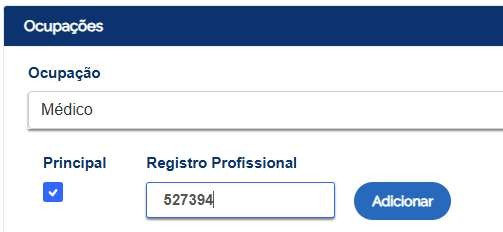 Ocupações
Ocupação
Médico
Principal
Registro Profissional
527394
Adicionar